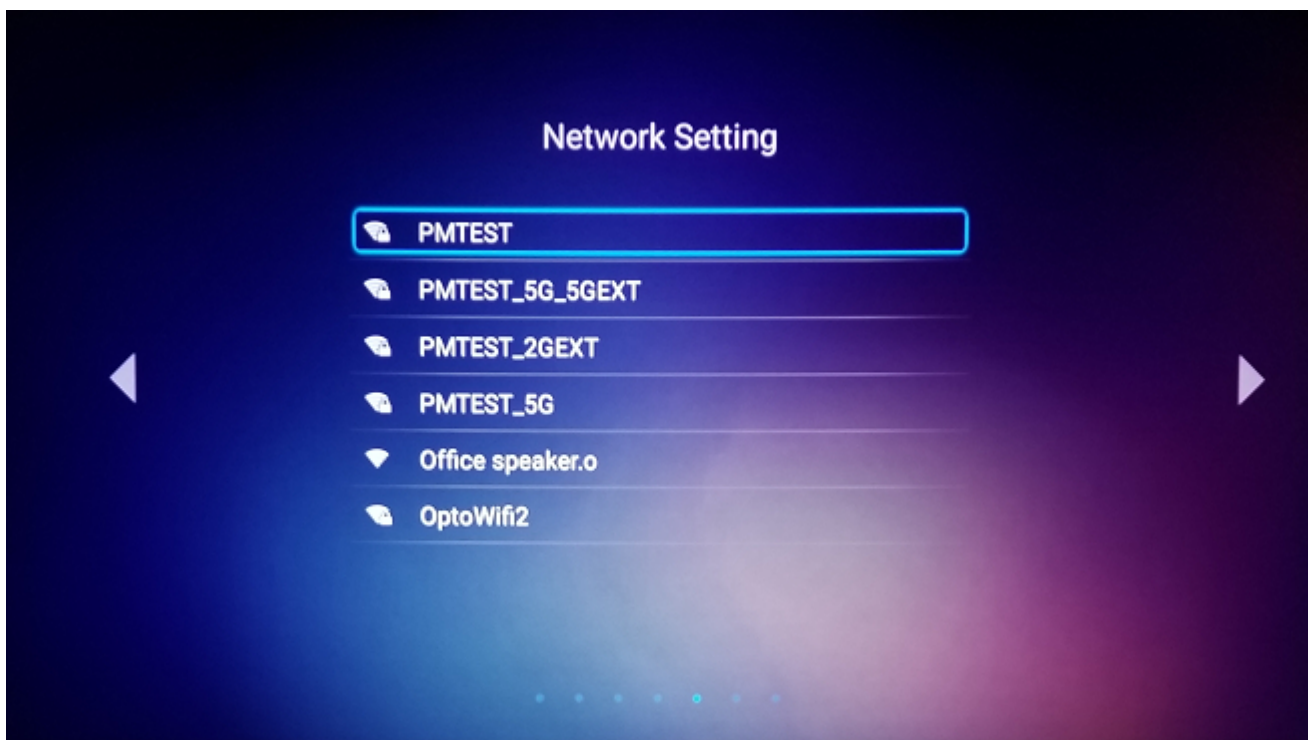 Network Setting
PMTEST
PMTEST_5G_5GEXT
PMTEST_2GEXT
PMTEST_5G
Office speaker.o
OptoWifi2